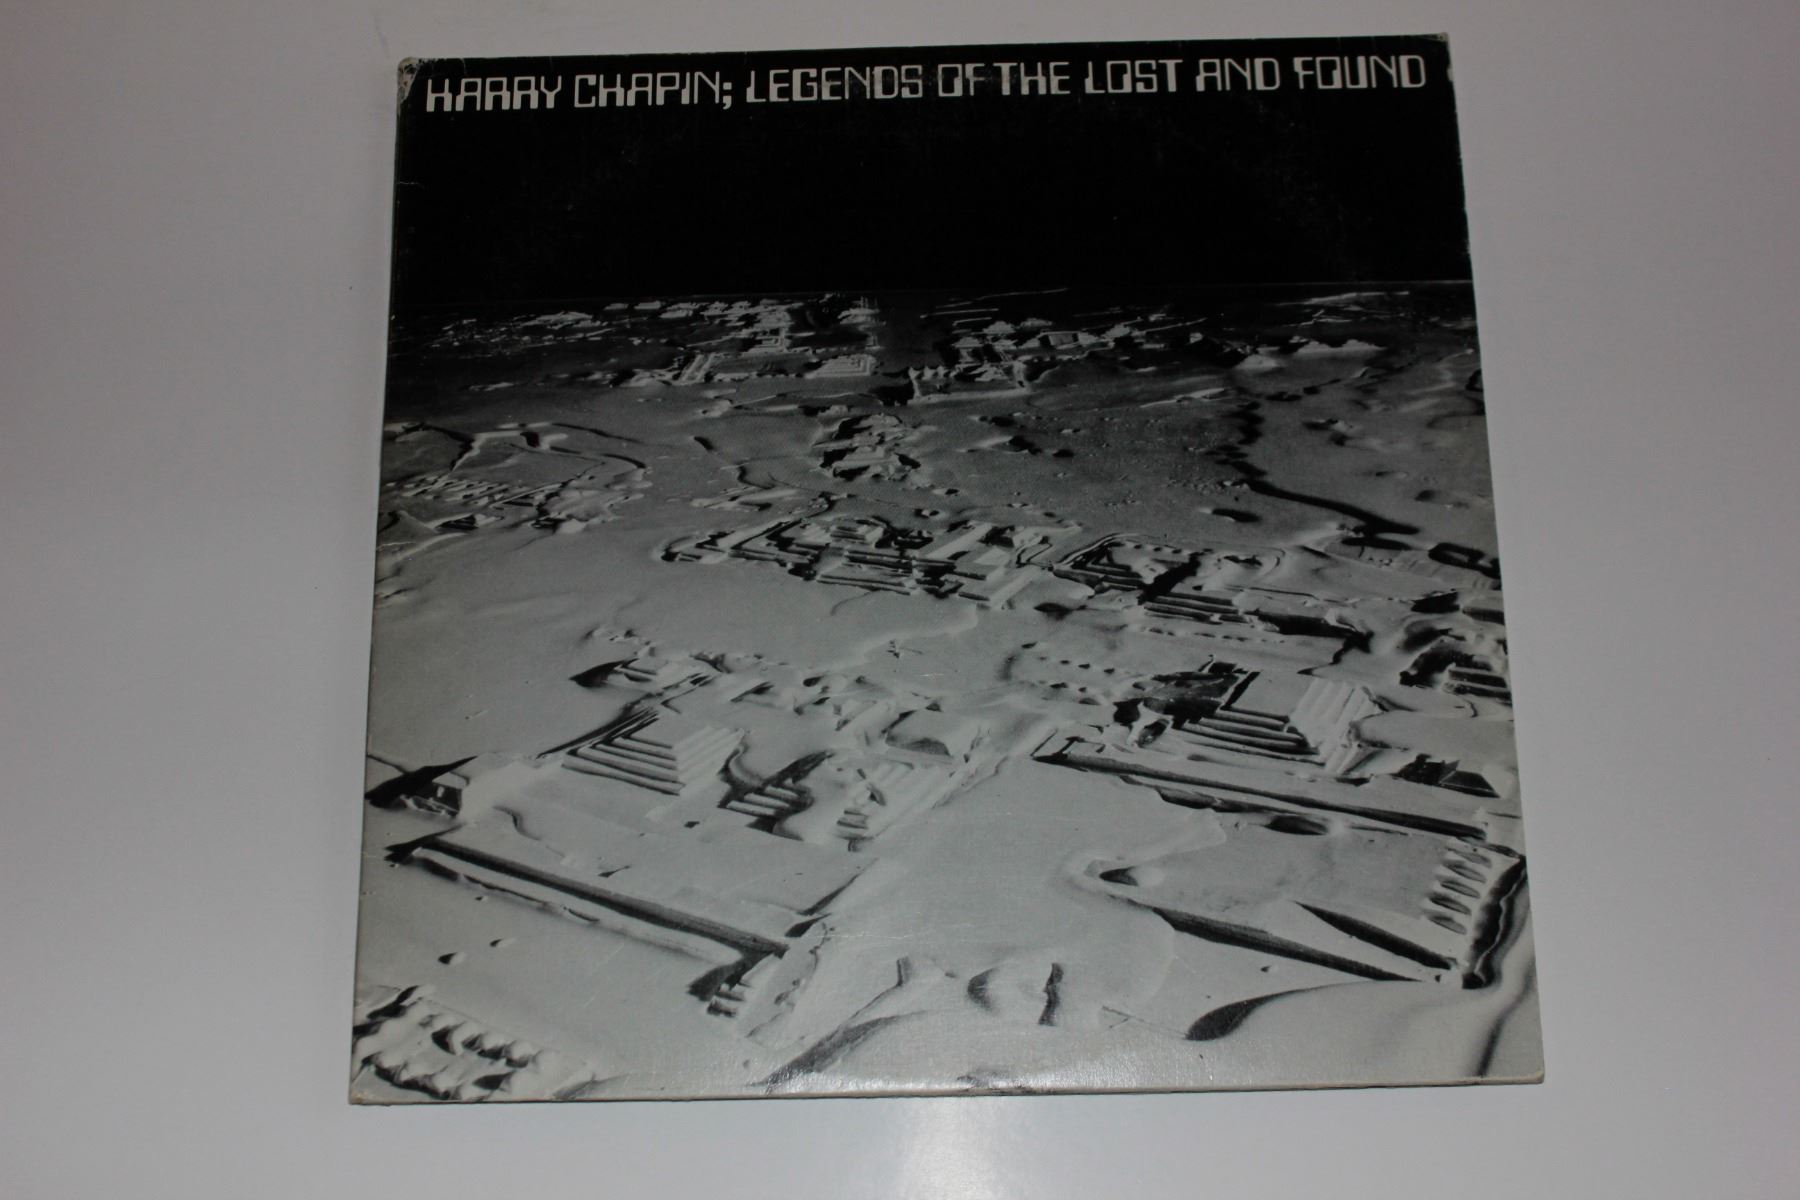 HARRY CHAPIN; LEGENDS OF THE LOST AND FOUND